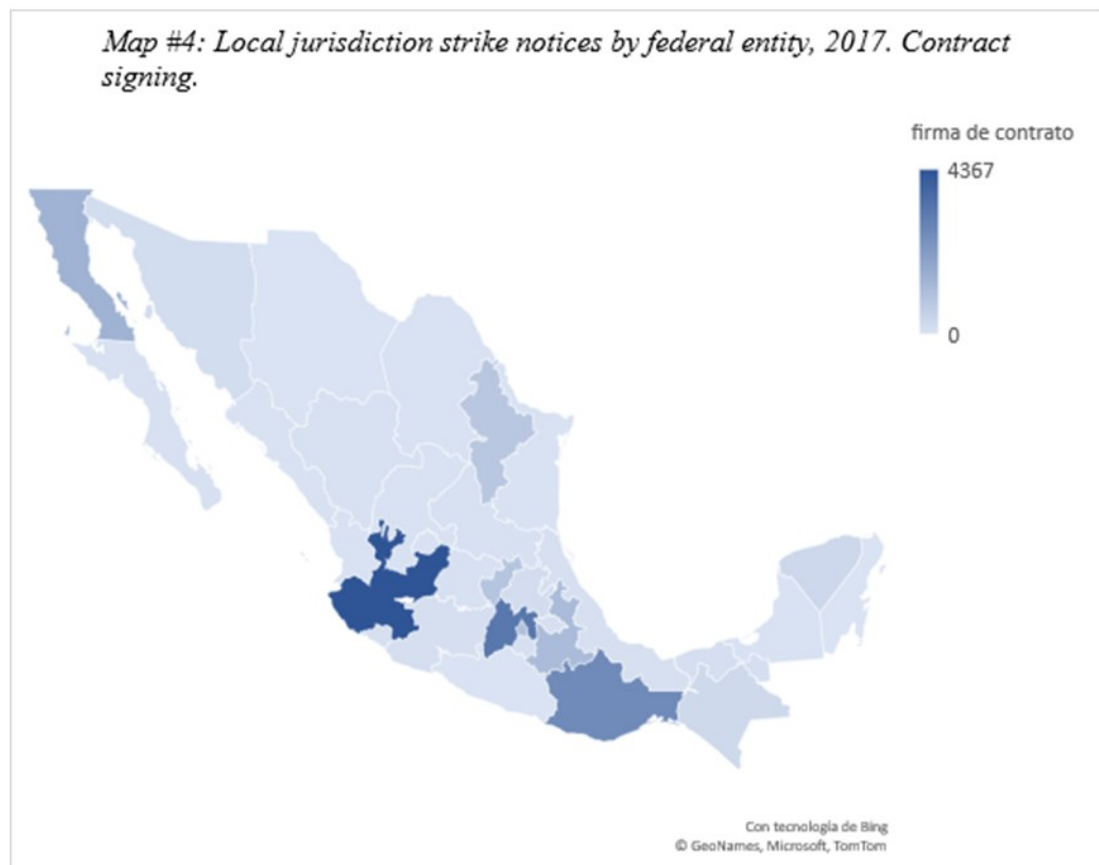 Map #4: Local jurisdiction strike notices by federal entity, 2017. Contract
signing.
firma de contrato
4367
0
Con tecnología de Bing
© GeoNames, Microsoft, TomTom